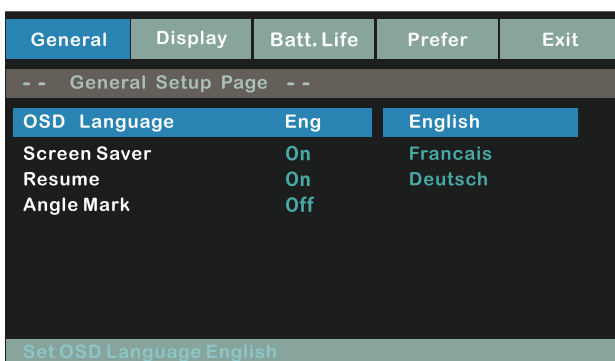 General Display Batt. Life Prefer Exit
-- General Setup Page --
OSD Language Eng English
Screen Saver On Francais
Resume On Deutsch
Angle Mark Off
Set OSD Language English